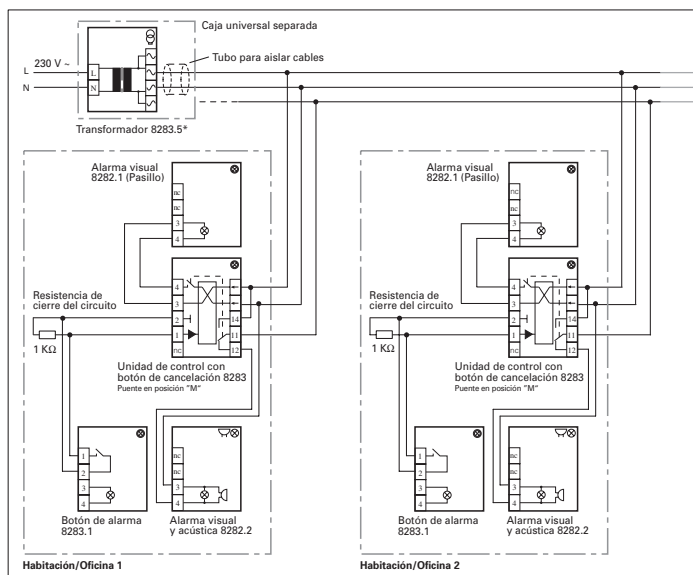 Caja universal separada
Tubo para aislar cables
230 V ~
L
N
L
N
Transformador 8283.5*
Alarma visual
8282.1 (Pasillo)
nc
nc
3
4
4
3
2
1
nc
14
11
12
Resistencia de
cierre del circuito
1 KΩ
Unidad de control con
botón de cancelación 8283
Puente en posición "M"
1
2
3
4
nc
nc
3
4
Botón de alarma
8283.1
Alarma visual
y acústica 8282.2
Habitación/Oficina 1
Alarma visual
8282.1 (Pasillo)
nc
nc
3
4
4
3
2
1
nc
14
11
12
Resistencia de
cierre del circuito
1 KΩ
Unidad de control con
botón de cancelación 8283
Puente en posición "M"
1
2
3
4
nc
nc
3
4
Botón de alarma
8283.1
Alarma visual
y acústica 8282.2
Habitación/Oficina 2